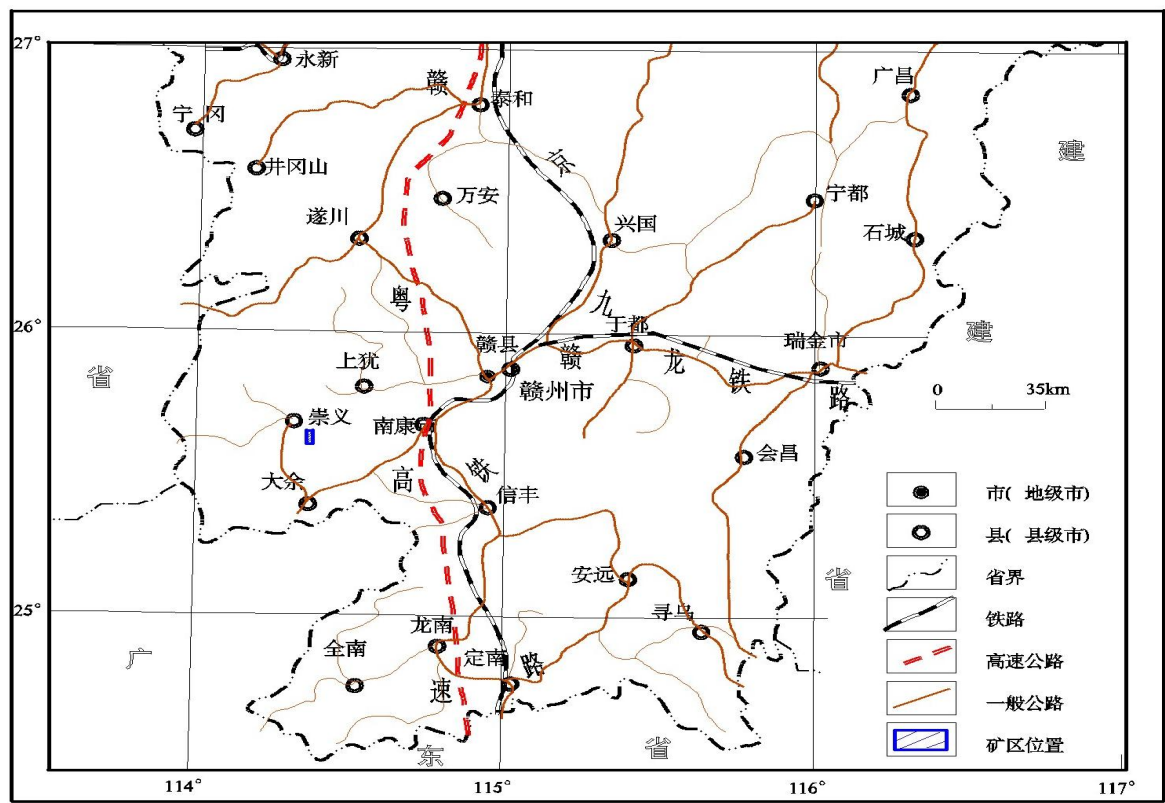 27°
永新
广昌
赣
泰和
宁冈
京
建
井冈山
万安
宁都
遂川
兴国
石城
粤
九
26°
于都
建
赣县
赣
龙
瑞金市
上犹
省
铁
路
0 35km
赣州市
崇义
南康
会昌
高
铁
大余
信丰
市( 地级市)
县( 县级市)
安远
省
省界
25°
寻乌
铁路
龙南
广
全南
定南
路
高速公路
速
一般公路
东
省
矿区位置
114°
115°
116°
117°